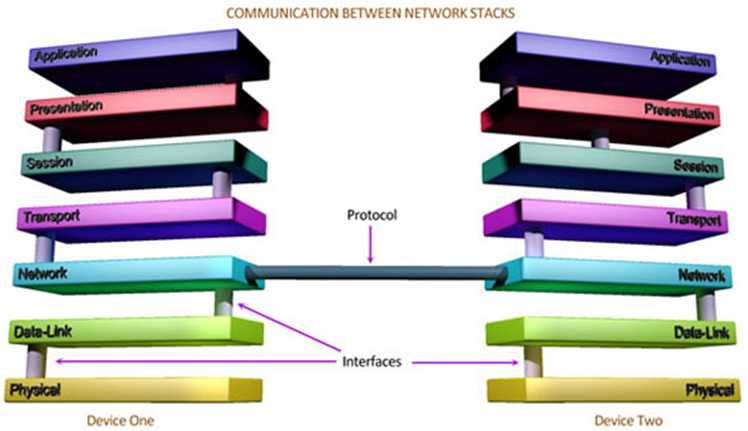 COMMUNICATION BETWEEN NETWORK STACKS
Application
Application
Presentation
Presentation
Session
Session
Transport
Protocol
Transport
Network
Network
Data-Link
Data-Link
Interfaces
Physical
Physical
Device One
Device Two